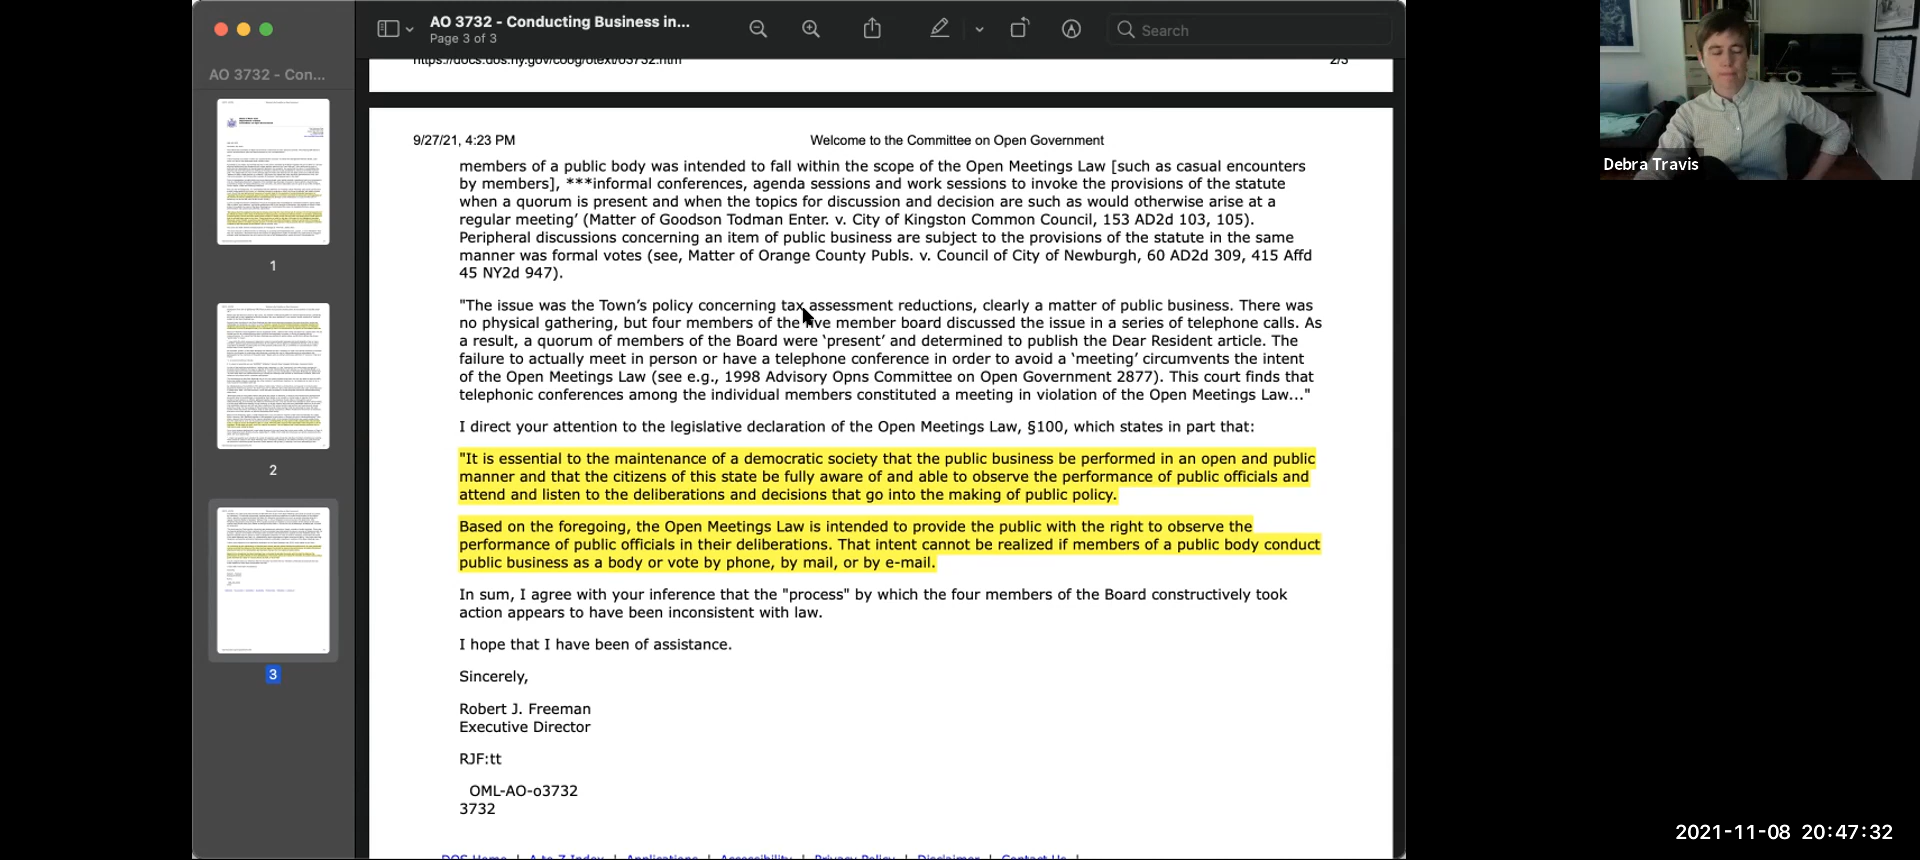 AO 3732 - Conducting Business in...
Page 3 of 3
Search
AO 3732 - Con...
1
2
3
https://docs.dos.ny.gov/coog/otext/o3732.htm
2/3
9/27/21, 4:23 PM
Welcome to the Committee on Open Government
members of a public body was intended to fall within the scope of the Open Meetings Law [such as casual encounters
by members], ***informal conferences, agenda sessions and work sessions to invoke the provisions of the statute
when a quorum is present and when the topics for discussion and decision are such as would otherwise arise at a
regular meeting' (Matter of Goodson Todman Enter. v. City of Kingston Common Council, 153 AD2d 103, 105).
Peripheral discussions concerning an item of public business are subject to the provisions of the statute in the same
manner was formal votes (see, Matter of Orange County Publs. v. Council of City of Newburgh, 60 AD2d 309, 415 Affd
45 NY2d 947).
"The issue was the Town's policy concerning tax assessment reductions, clearly a matter of public business. There was
no physical gathering, but four members of the five member board discussed the issue in a series of telephone calls. As
a result, a quorum of members of the Board were 'present' and determined to publish the Dear Resident article. The
failure to actually meet in person or have a telephone conference in order to avoid a 'meeting' circumvents the intent
of the Open Meetings Law (see e.g., 1998 Advisory Opns Committee on Open Government 2877). This court finds that
telephonic conferences among the individual members constituted a meeting in violation of the Open Meetings Law..."
I direct your attention to the legislative declaration of the Open Meetings Law, §100, which states in part that:
"It is essential to the maintenance of a democratic society that the public business be performed in an open and public
manner and that the citizens of this state be fully aware of and able to observe the performance of public officials and
attend and listen to the deliberations and decisions that go into the making of public policy.
Based on the foregoing, the Open Meetings Law is intended to provide the public with the right to observe the
performance of public officials in their deliberations. That intent cannot be realized if members of a public body conduct
public business as a body or vote by phone, by mail, or by e-mail.
In sum, I agree with your inference that the "process" by which the four members of the Board constructively took
action appears to have been inconsistent with law.
I hope that I have been of assistance.
Sincerely,
Robert J. Freeman
Executive Director
RJF:tt
OML-AO-o3732
3732
DOS Home | A to Z Index | Applications | Accessibility | Privacy Policy | Disclaimer | Contact Us |
Debra Travis
2021-11-08 20:47:32